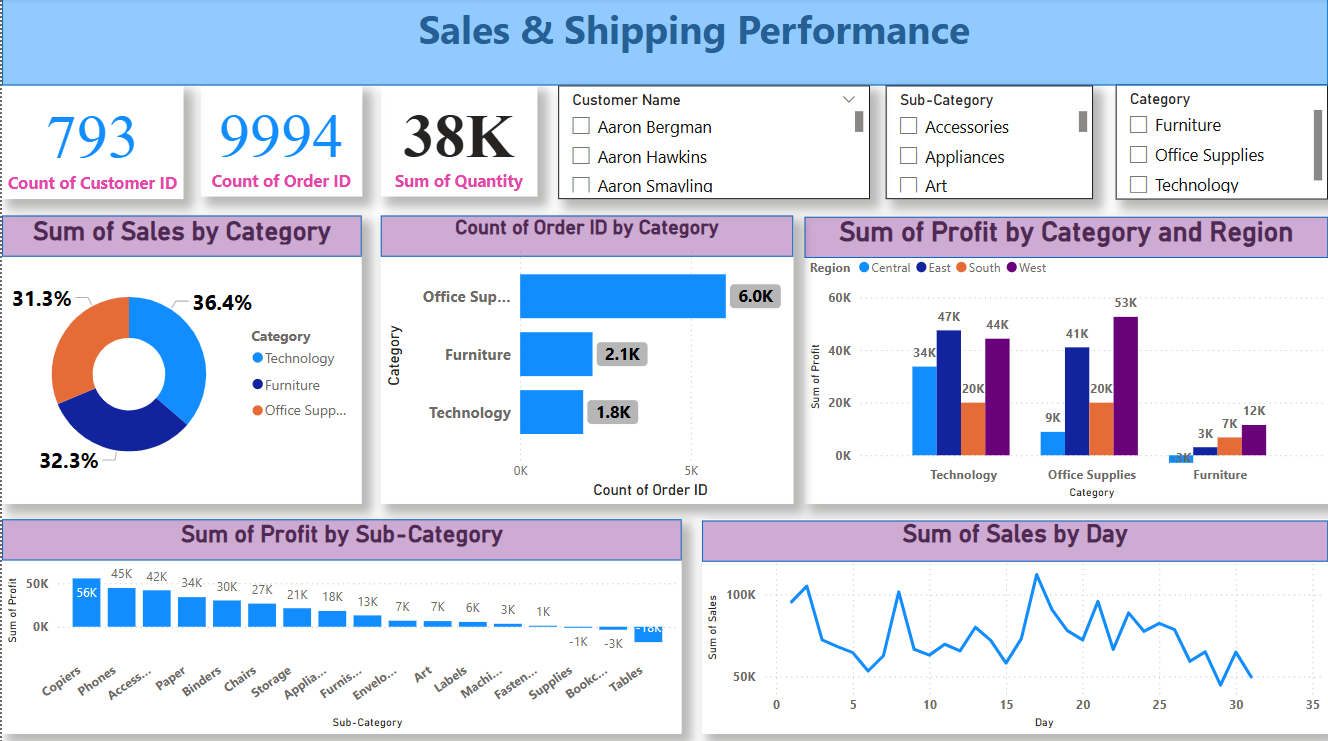 Sales & Shipping Performance
793
Count of Customer ID
9994
Count of Order ID
38K
Sum of Quantity
Customer Name
Aaron Bergman
Aaron Hawkins
Aaron Smayling
Sub-Category
Accessories
Appliances
Art
Category
Furniture
Office Supplies
Technology
Sum of Sales by Category
31.3%
36.4%
32.3%
Category
Technology
Furniture
Office Supp...
Count of Order ID by Category
Category
Office Sup...
6.0K
Furniture
2.1K
Technology
1.8K
0K 5K
Count of Order ID
Sum of Profit by Category and Region
Region Central East South West
Sum of Profit
60K
40K
20K
0K
34K 47K 20K 44K
9K 41K 20K 53K
-3K 3K 7K 12K
Technology Office Supplies Furniture
Category
Sum of Profit by Sub-Category
Sum of Profit
50K
0K
56K 45K 42K 34K 30K 27K 21K 18K 13K 7K 7K 6K 3K 1K -1K -3K -18K
Copiers Phones Access... Paper Binders Chairs Storage Applia... Furnis... Envelo... Art Labels Machi... Fasten... Supplies Bookc... Tables
Sub-Category
Sum of Sales by Day
Sum of Sales
100K
50K
0 5 10 15 20 25 30 35
Day